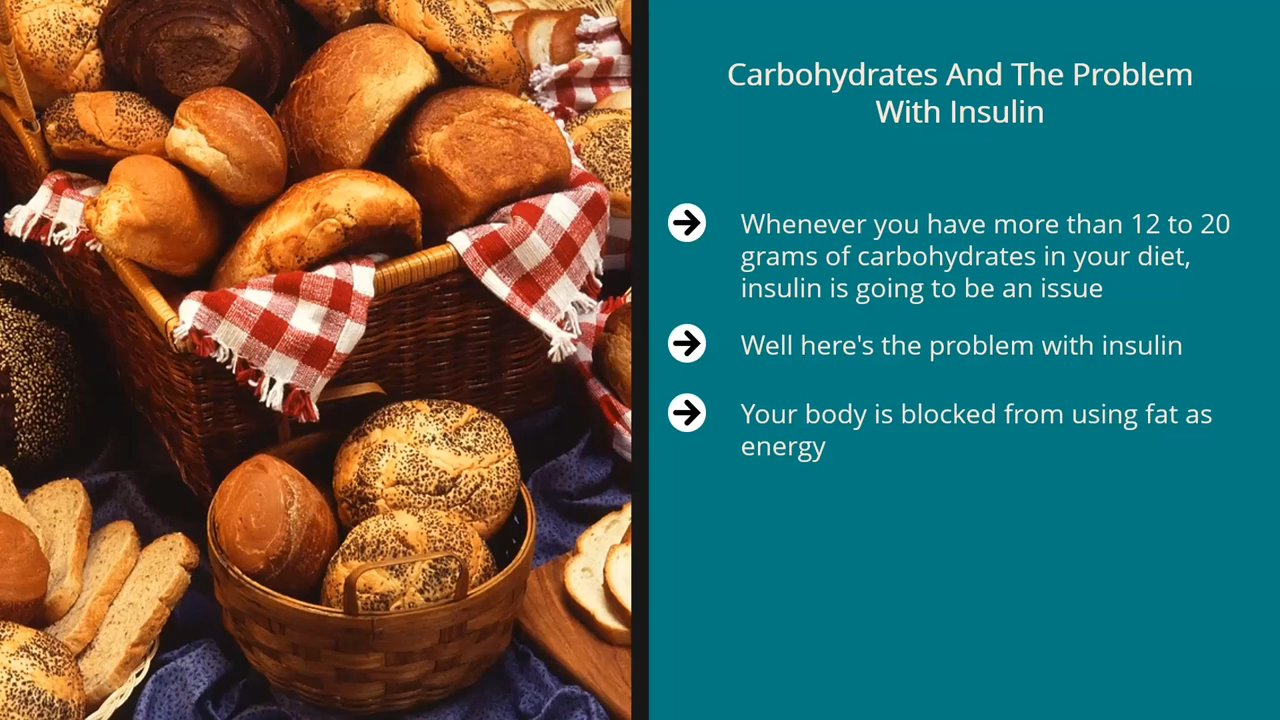 Carbohydrates And The Problem
With Insulin
Whenever you have more than 12 to 20
grams of carbohydrates in your diet,
insulin is going to be an issue
Well here's the problem with insulin
Your body is blocked from using fat as
energy